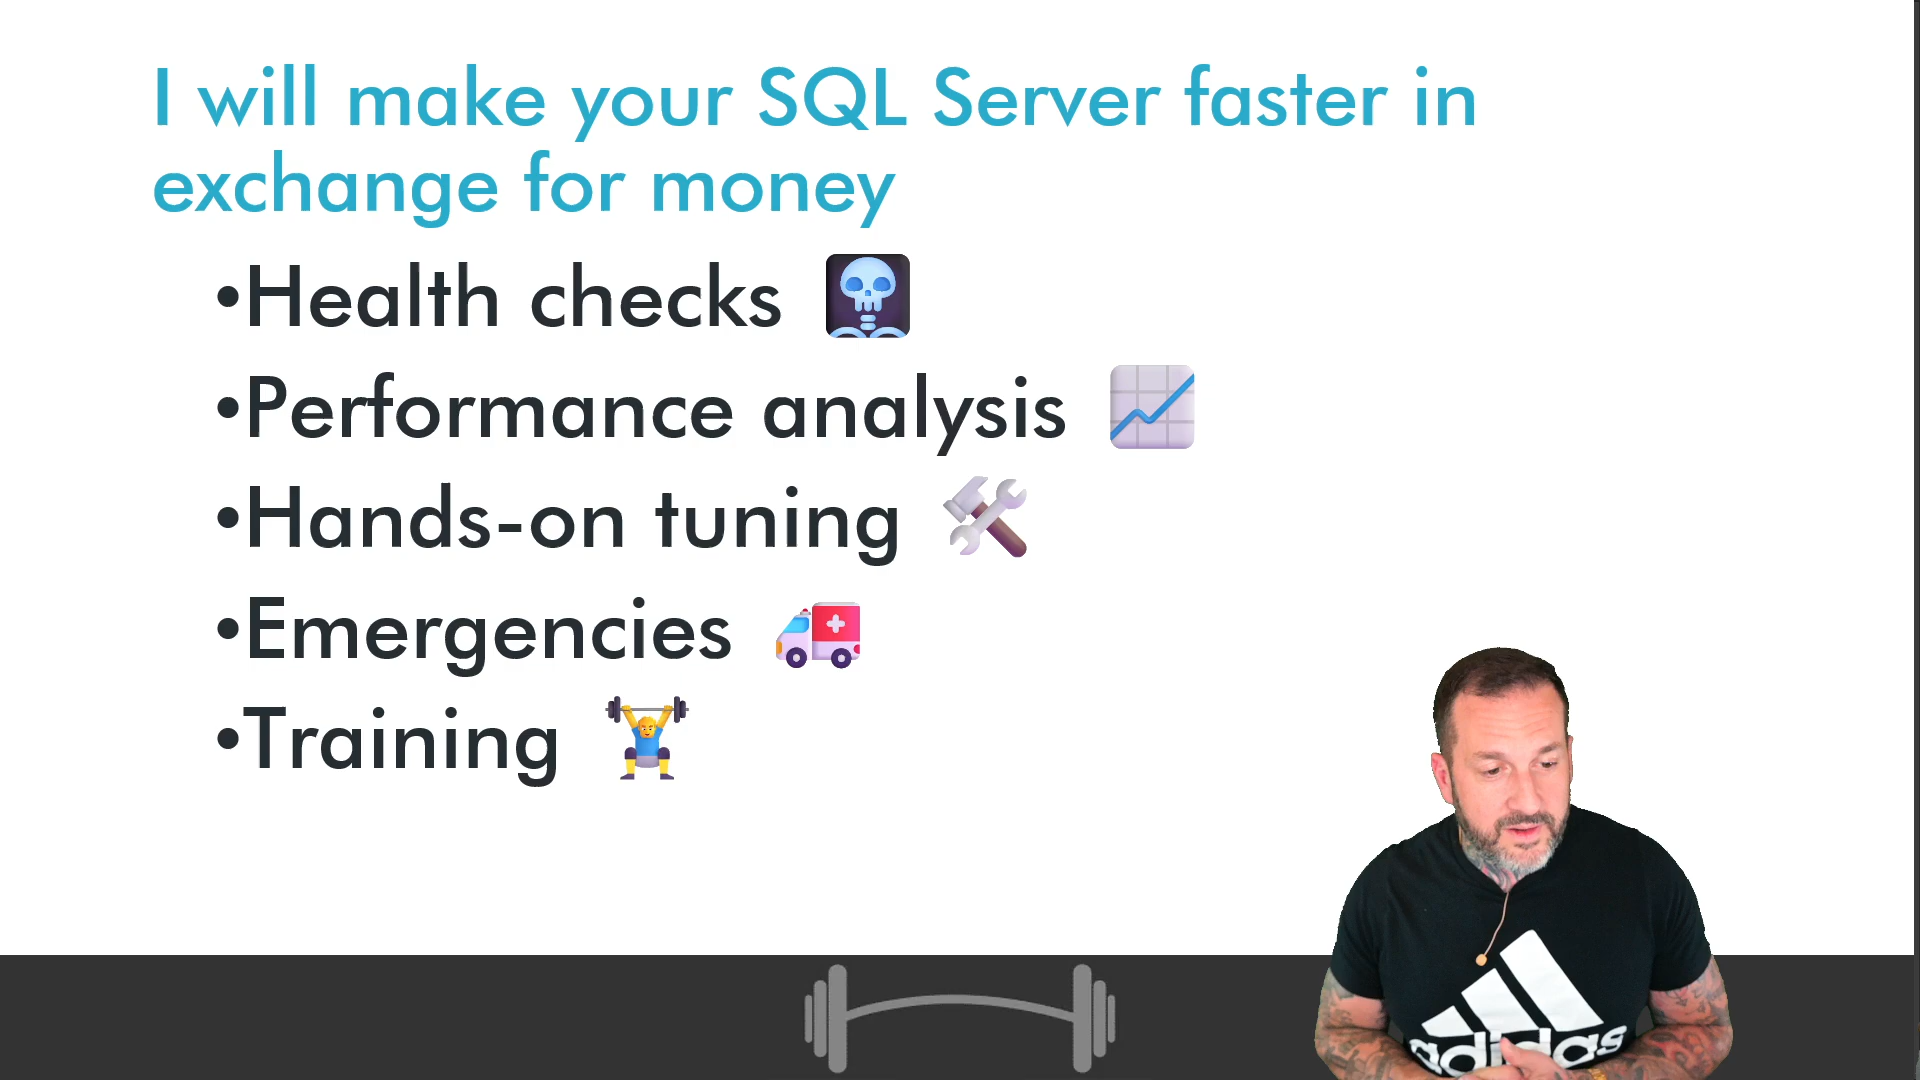 I will make your SQL Server faster in
exchange for money
•Health checks
•Performance analysis
•Hands-on tuning
•Emergencies
•Training
adidas